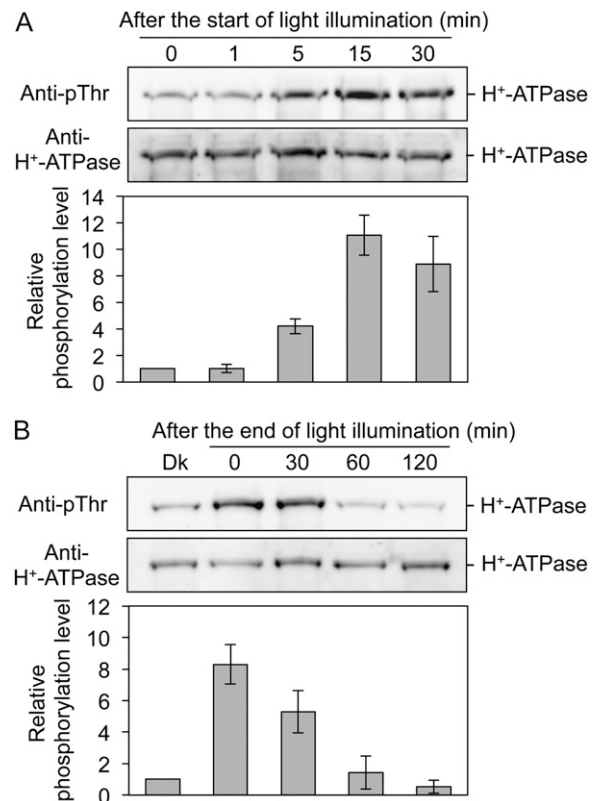 A
After the start of light illumination (min)
0 1 5 15 30
Anti-pThr
H⁺-ATPase
Anti-
H⁺-ATPase
H⁺-ATPase
Relative
phosphorylation level
14
12
10
8
6
4
2
0
B
After the end of light illumination (min)
Dk 0 30 60 120
Anti-pThr
H⁺-ATPase
Anti-
H⁺-ATPase
H⁺-ATPase
Relative
phosphorylation level
12
10
8
6
4
2
0